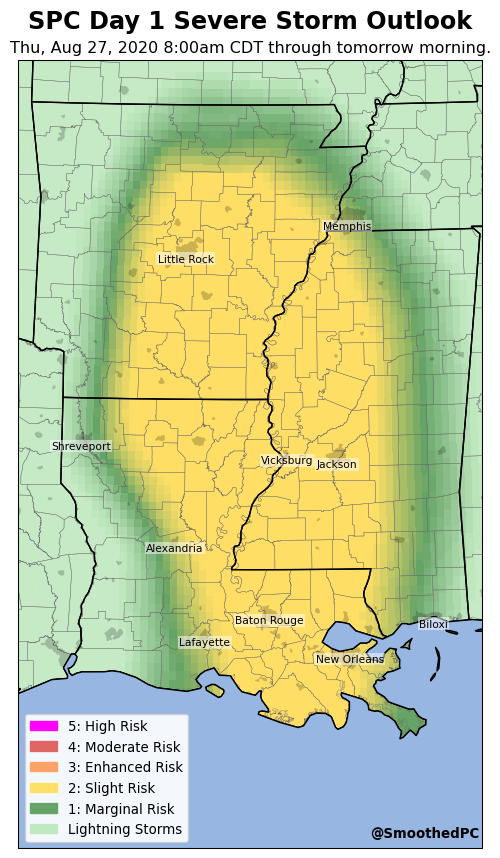 SPC Day 1 Severe Storm Outlook
Thu, Aug 27, 2020 8:00am CDT through tomorrow morning.
Memphis
Little Rock
Shreveport
Vicksburg
Jackson
Alexandria
Baton Rouge
Biloxi
Lafayette
New Orleans
5: High Risk
4: Moderate Risk
3: Enhanced Risk
2: Slight Risk
1: Marginal Risk
Lightning Storms
@SmoothedPC